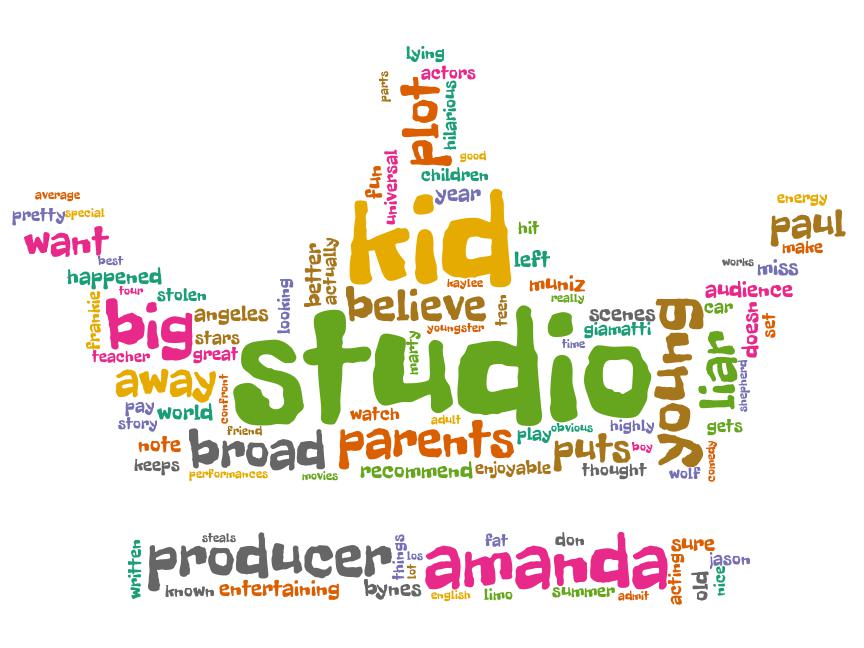 lying
actors
parts
plot
hilarious
good
fun
universal
children
year
average
pretty
special
want
best
happened
tour
stolen
frankie
big
angeles
stars
great
teacher
looking
better
actually
kid
kaylee
believe
youngster
teen
hit
left
muniz
really
scenes
giamatti
time
energy
paul
make
works
miss
audience
car
doesn
set
young
liar
shepherd
studio
marty
away
confront
pay
world
story
friend
note
broad
keeps
performances
movies
watch
adult
parents
recommend
enjoyable
play
obvious
puts
thought
highly
boy
wolf
comedy
gets
written
steals
producer
known
entertaining
things
los
lot
bynes
fat
don
amanda
english
limo
summer
admit
sure
acting
old
nice
jason